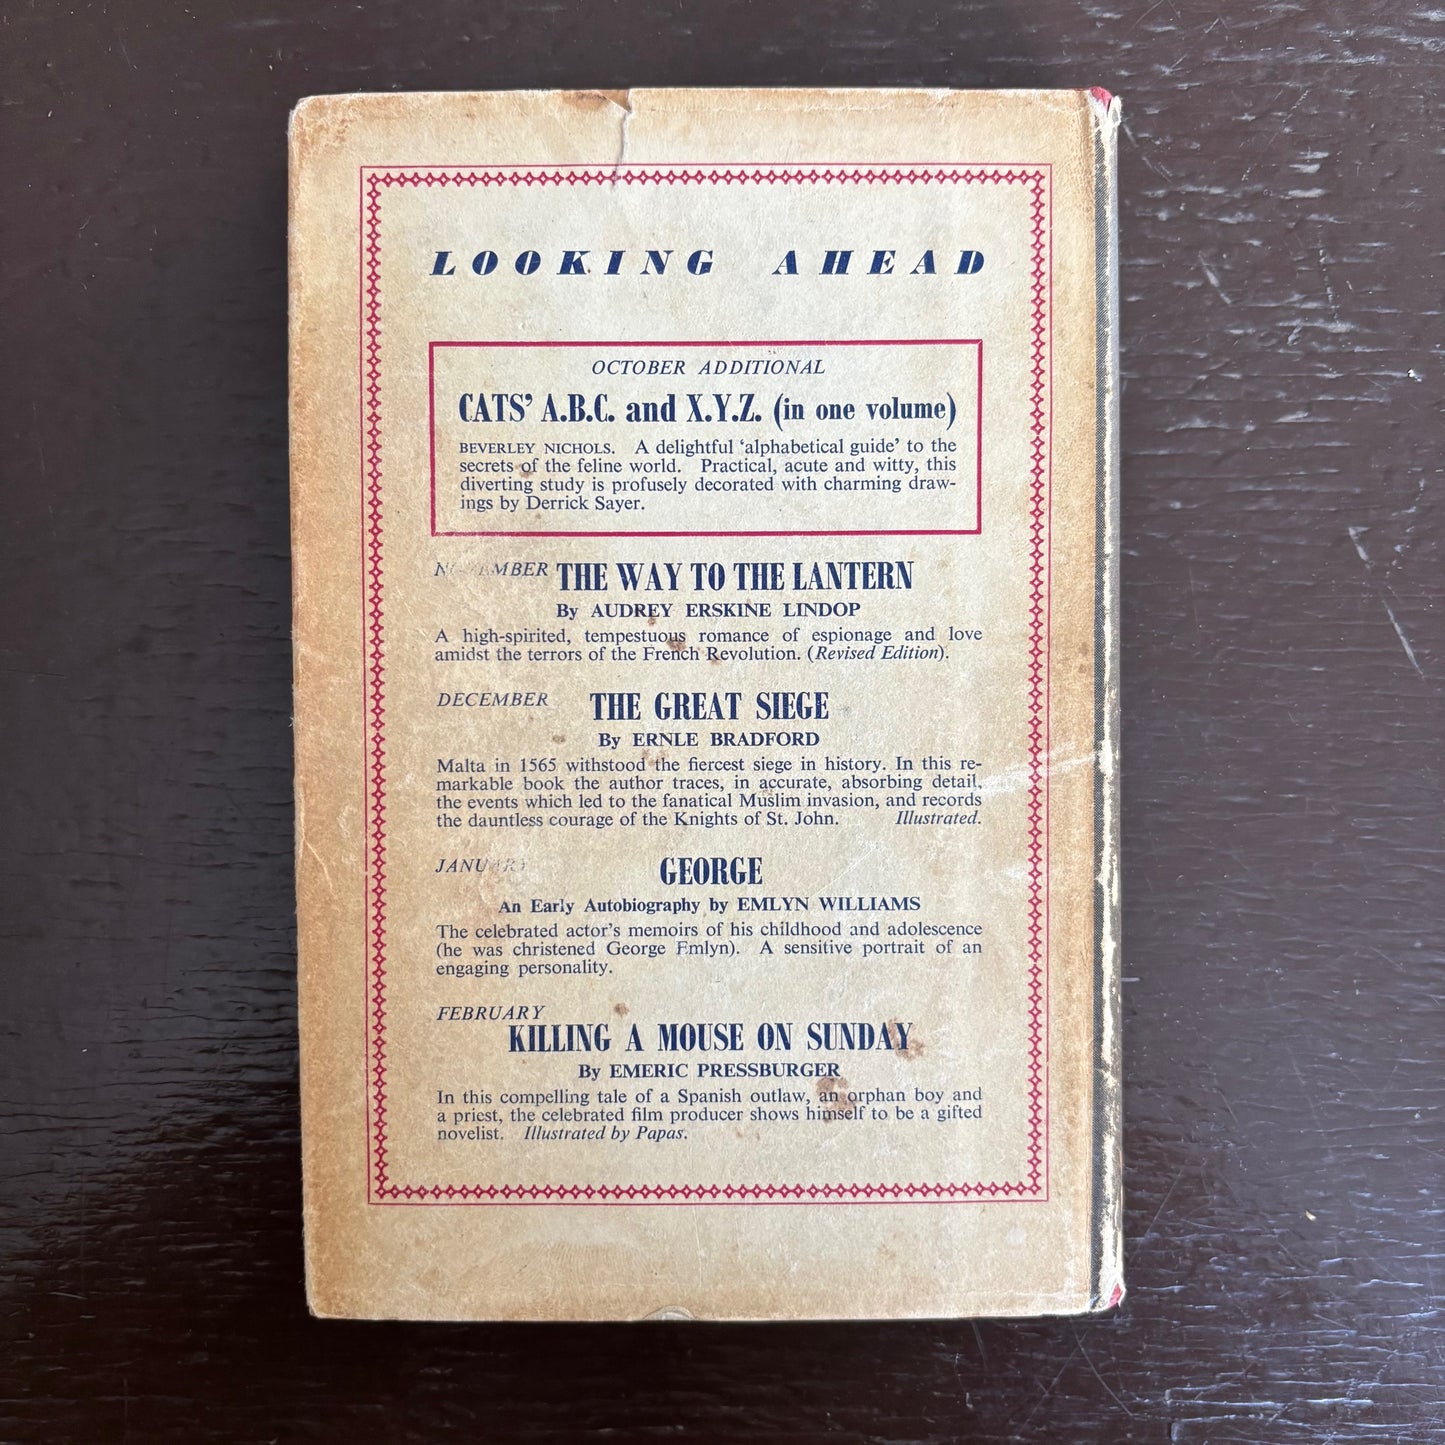 LOOKING AHEAD
OCTOBER ADDITIONAL
CATS' A.B.C. and X.Y.Z. (in one volume)
BEVERLEY NICHOLS. A delightful 'alphabetical guide' to the
secrets of the feline world. Practical, acute and witty, this
diverting study is profusely decorated with charming draw-
ings by Derrick Sayer.
NOVEMBER THE WAY TO THE LANTERN
By AUDREY ERSKINE LINDOP
A high-spirited, tempestuous romance of espionage and love
amidst the terrors of the French Revolution. (Revised Edition).
DECEMBER THE GREAT SIEGE
By ERNLE BRADFORD
Malta in 1565 withstood the fiercest siege in history. In this re-
markable book the author traces, in accurate, absorbing detail,
the events which led to the fanatical Muslim invasion, and records
the dauntless courage of the Knights of St. John. Illustrated.
JANUARY GEORGE
An Early Autobiography by EMLYN WILLIAMS
The celebrated actor's memoirs of his childhood and adolescence
(he was christened George Emlyn). A sensitive portrait of an
engaging personality.
FEBRUARY
KILLING A MOUSE ON SUNDAY
By EMERIC PRESSBURGER
In this compelling tale of a Spanish outlaw, an orphan boy and
a priest, the celebrated film producer shows himself to be a gifted
novelist. Illustrated by Papas.